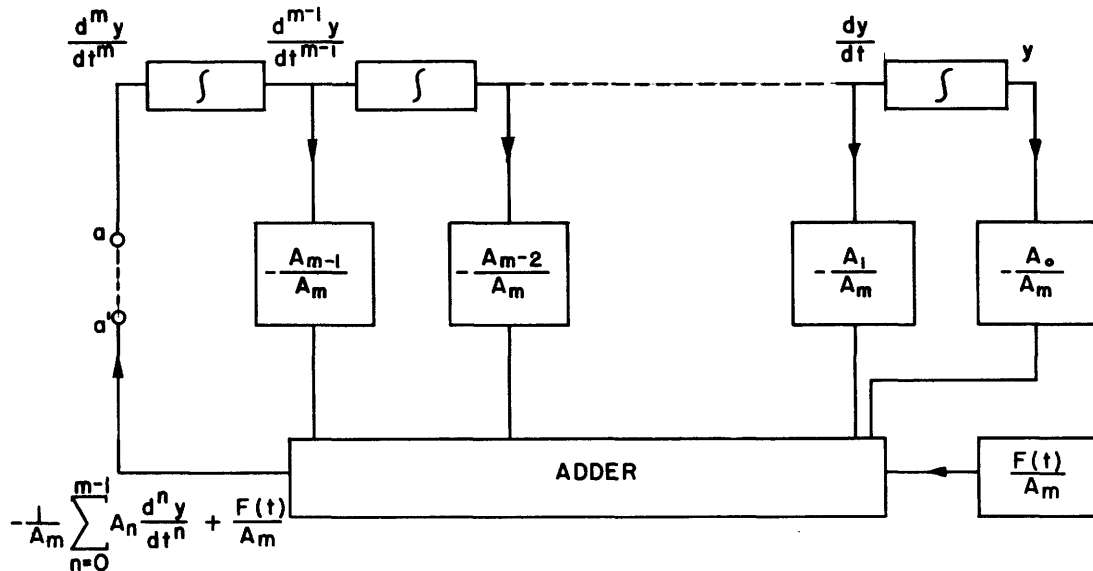 d^m y / dt^m
d^{m-1} y / dt^{m-1}
dy / dt
y
∫
∫
∫
a
a'
- A_{m-1} / A_m
- A_{m-2} / A_m
- A_1 / A_m
- A_0 / A_m
ADDER
F(t) / A_m
- 1/A_m ∑_{n=0}^{m-1} A_n d^n y / dt^n + F(t) / A_m